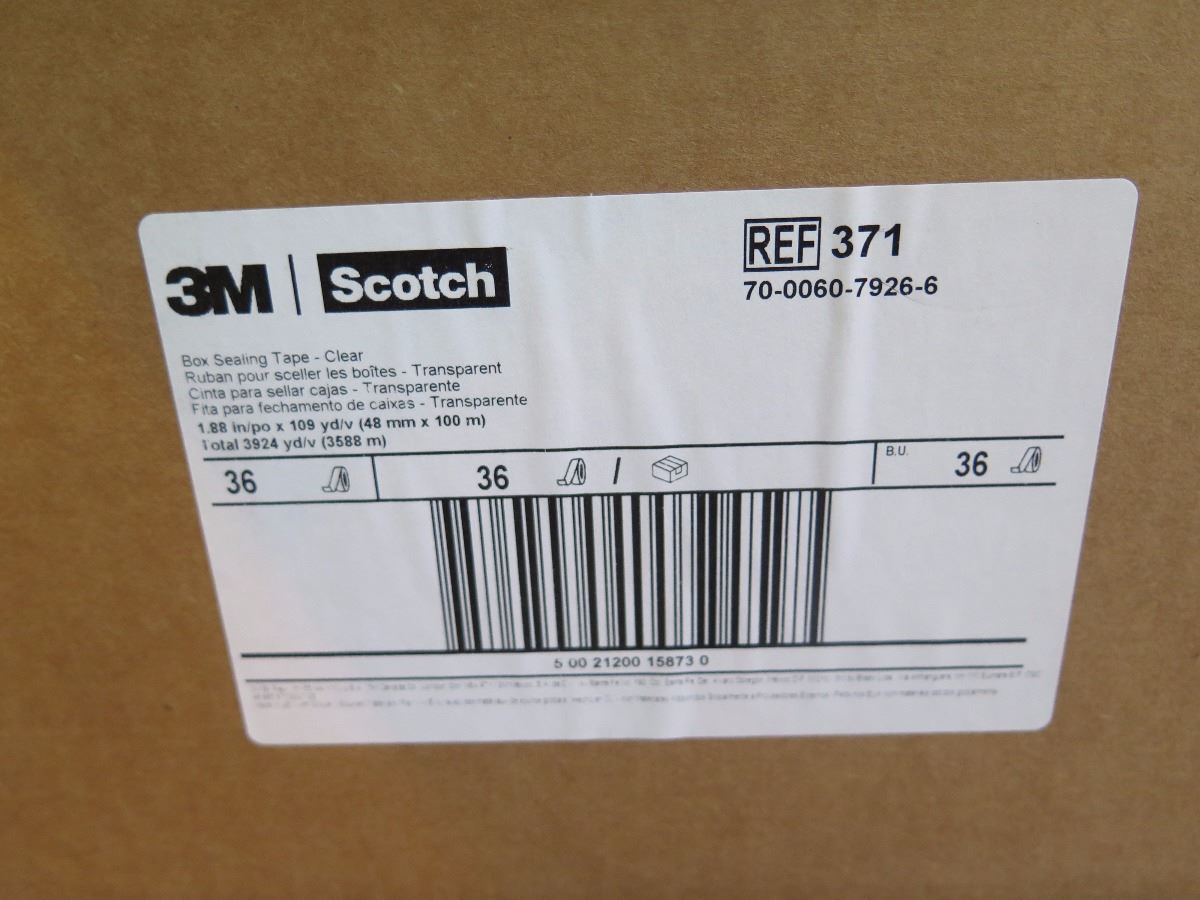 3M | Scotch
REF 371
70-0060-7926-6
Box Sealing Tape - Clear
Ruban pour sceller les boîtes - Transparent
Cinta para sellar cajas - Transparente
Fita para fechamento de caixas - Transparente
1.88 in/po x 109 yd/v (48 mm x 100 m)
Total 3924 yd/v (3588 m)
36
36 /
B.U. 36
5 00 21200 15873 0